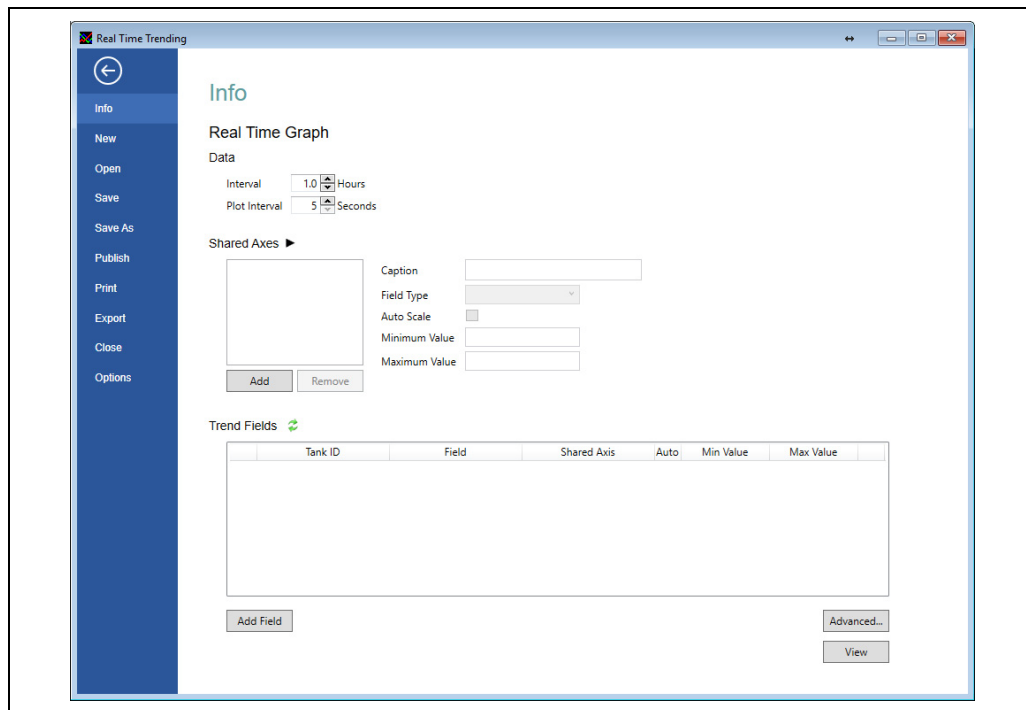 Real Time Trending
Info
New
Open
Save
Save As
Publish
Print
Export
Close
Options
Info
Real Time Graph
Data
Interval 1.0 Hours
Plot Interval 5 Seconds
Shared Axes
Caption
Field Type
Auto Scale
Minimum Value
Maximum Value
Add Remove
Trend Fields
Tank ID Field Shared Axis Auto Min Value Max Value
Add Field Advanced...
View